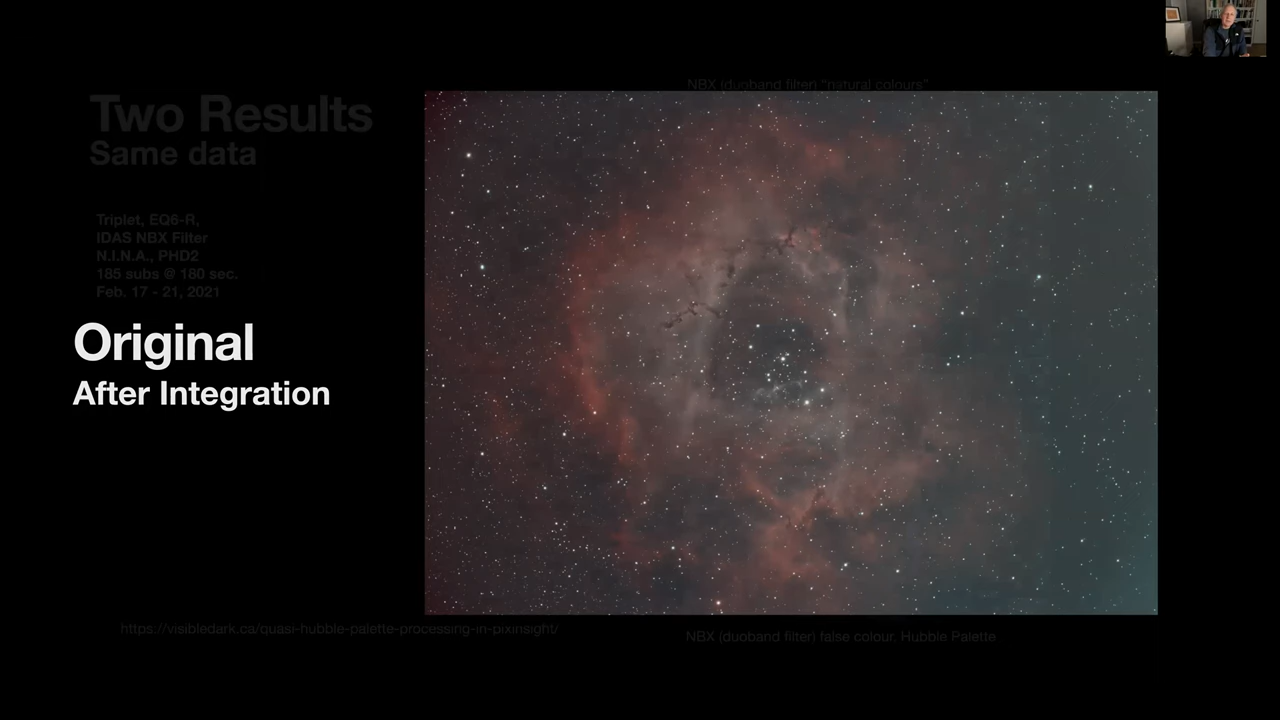 NBX (duoband filter) "natural colours"
Two Results
Same data
Triplet, EQ6-R,
IDAS NBX Filter
N.I.N.A., PHD2
185 subs @ 180 sec.
Feb. 17 - 21, 2021
Original
After Integration
https://visibledark.ca/quasi-hubble-palette-processing-in-pixinsight/
NBX (duoband filter) false colour, Hubble Palette